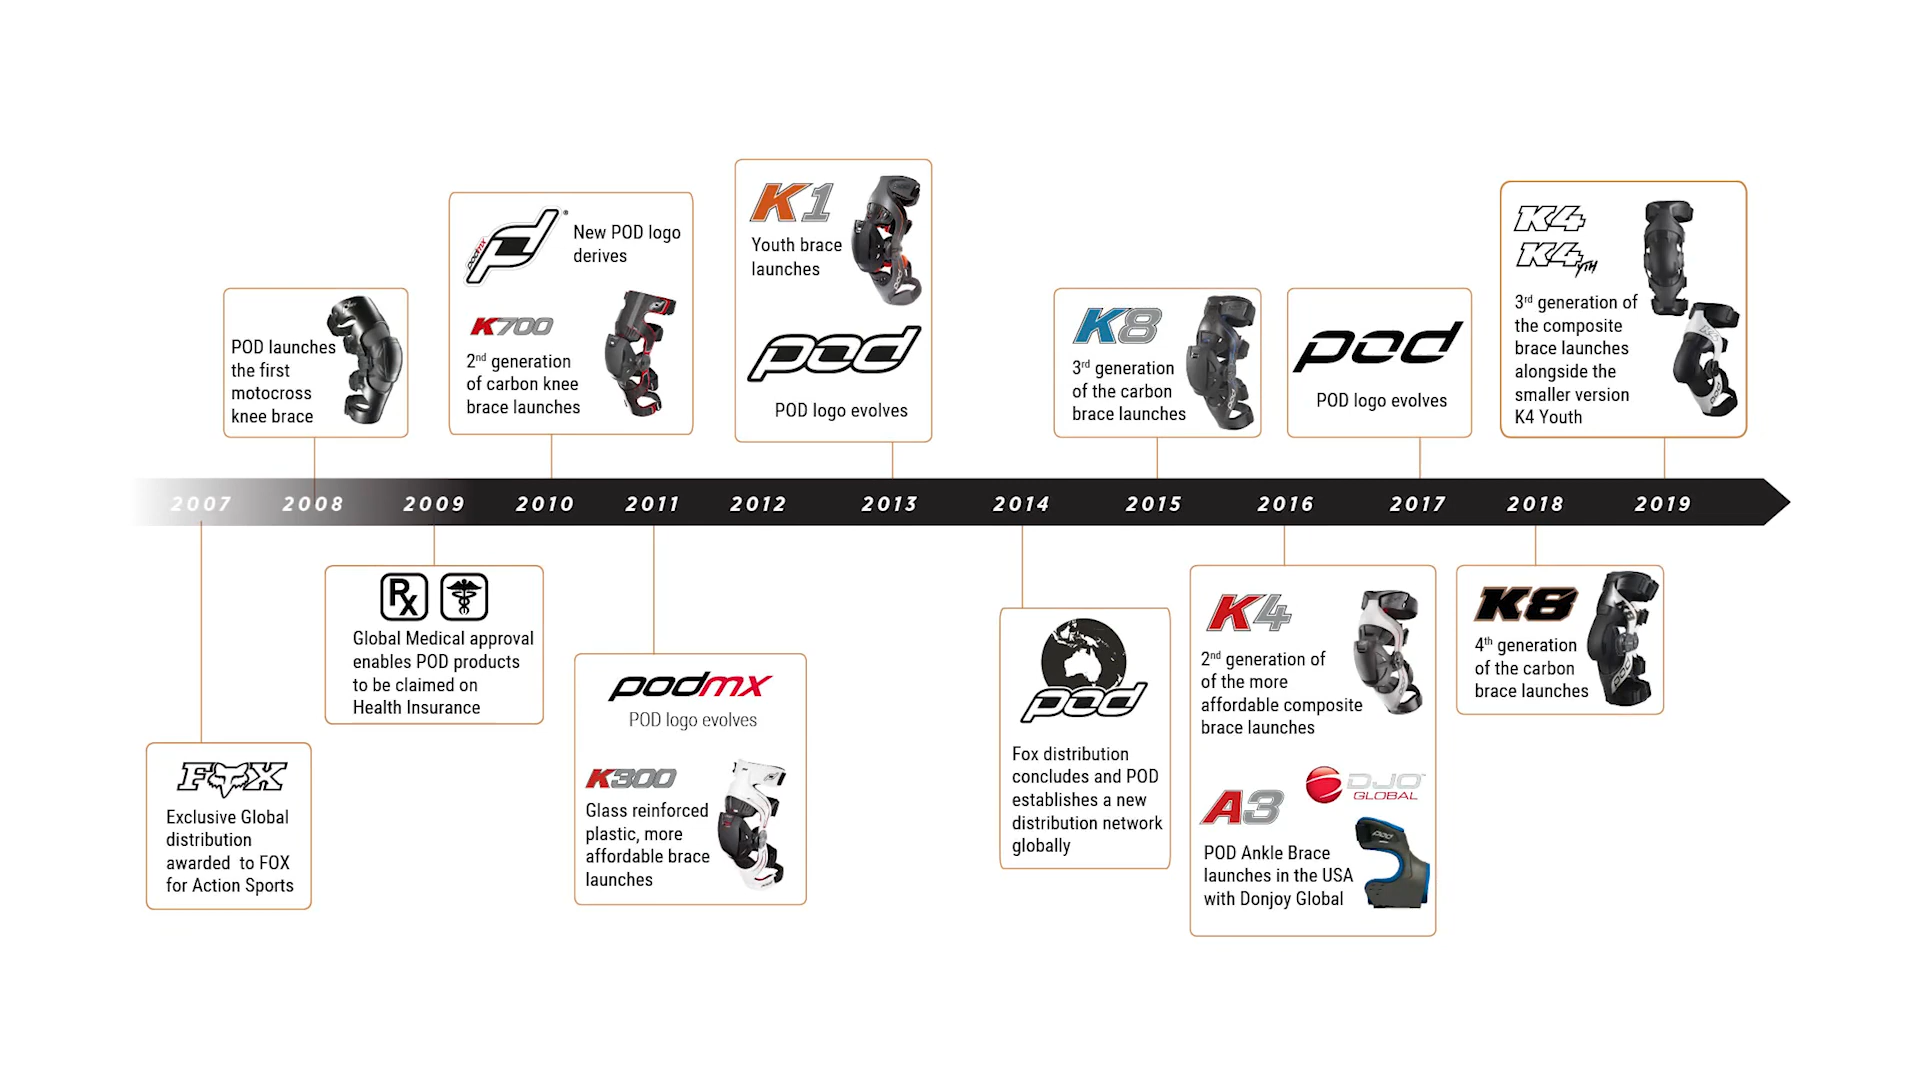 K1
Youth brace
launches
pod
POD logo evolves
podmx
®
New POD logo
derives
K700
2nd generation
of carbon knee
brace launches
POD launches
the first
motocross
knee brace
K8
3rd generation
of the carbon
brace launches
pod
POD logo evolves
K4
K4 YTH
3rd generation of
the composite
brace launches
alongside the
smaller version
K4 Youth
2007 2008 2009 2010 2011 2012 2013 2014 2015 2016 2017 2018 2019
FOX
Exclusive Global
distribution
awarded to FOX
for Action Sports
Rx
Global Medical approval
enables POD products
to be claimed on
Health Insurance
podmx
POD logo evolves
K300
Glass reinforced
plastic, more
affordable brace
launches
pod
Fox distribution
concludes and POD
establishes a new
distribution network
globally
K4
2nd generation of
of the more
affordable composite
brace launches
DJO
GLOBAL
A3
POD Ankle Brace
launches in the USA
with Donjoy Global
pod
K8
4th generation
of the carbon
brace launches
POD